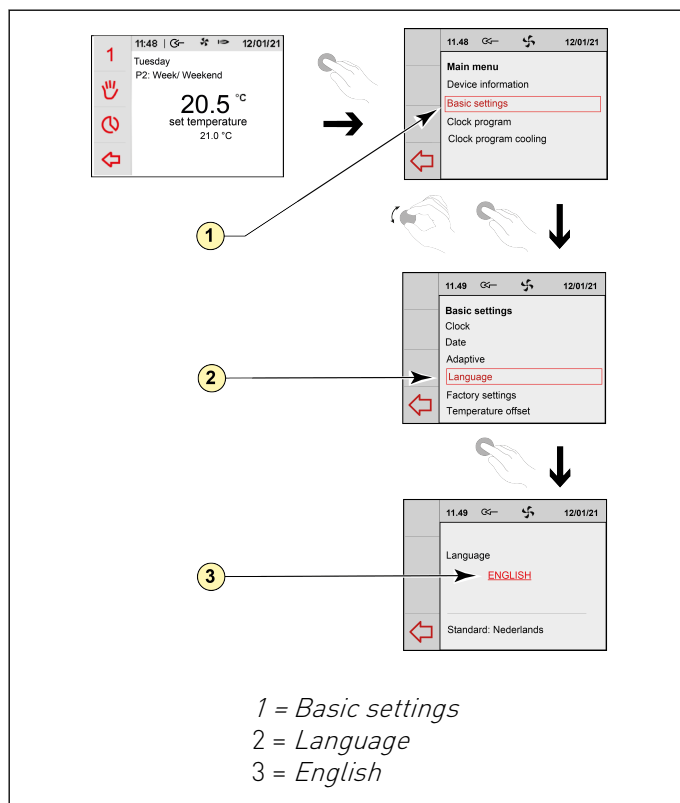 11:48 12/01/21
1
Tuesday
P2: Week/ Weekend
20.5 °C
set temperature
21.0 °C
11.48 12/01/21
Main menu
Device information
Basic settings
Clock program
Clock program cooling
1
11.49 12/01/21
Basic settings
Clock
Date
Adaptive
Language
Factory settings
Temperature offset
2
11.49 12/01/21
Language
ENGLISH
Standard: Nederlands
3
1 = Basic settings
2 = Language
3 = English